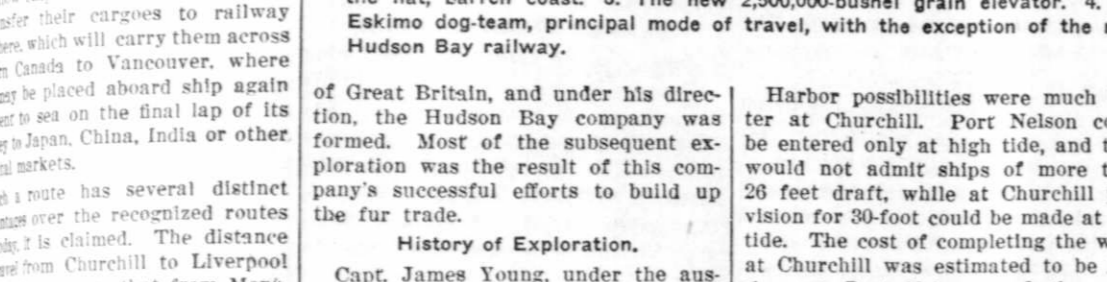 the flat, barren coast. 3. The new 2,500,000-bushel grain elevator. 4.
Eskimo dog-team, principal mode of travel, with the exception of the
Hudson Bay railway.
their cargoes to railway
which will carry them across
Canada to Vancouver, where
may be placed aboard ship again
to sea on the final lap of its
to Japan, China, India or other
markets.
a route has several distinct
over the recognized routes
it is claimed. The distance
from Churchill to Liverpool
of Great Britain, and under his direc-
tion, the Hudson Bay company was
formed. Most of the subsequent ex-
ploration was the result of this com-
pany's successful efforts to build up
the fur trade.
History of Exploration.
Capt. James Young, under the aus-
Harbor possibilities were much
ter at Churchill. Port Nelson
be entered only at high tide, and
would not admit ships of more
26 feet draft, while at Churchill
vision for 30-foot could be made at
tide. The cost of completing the
at Churchill was estimated to be